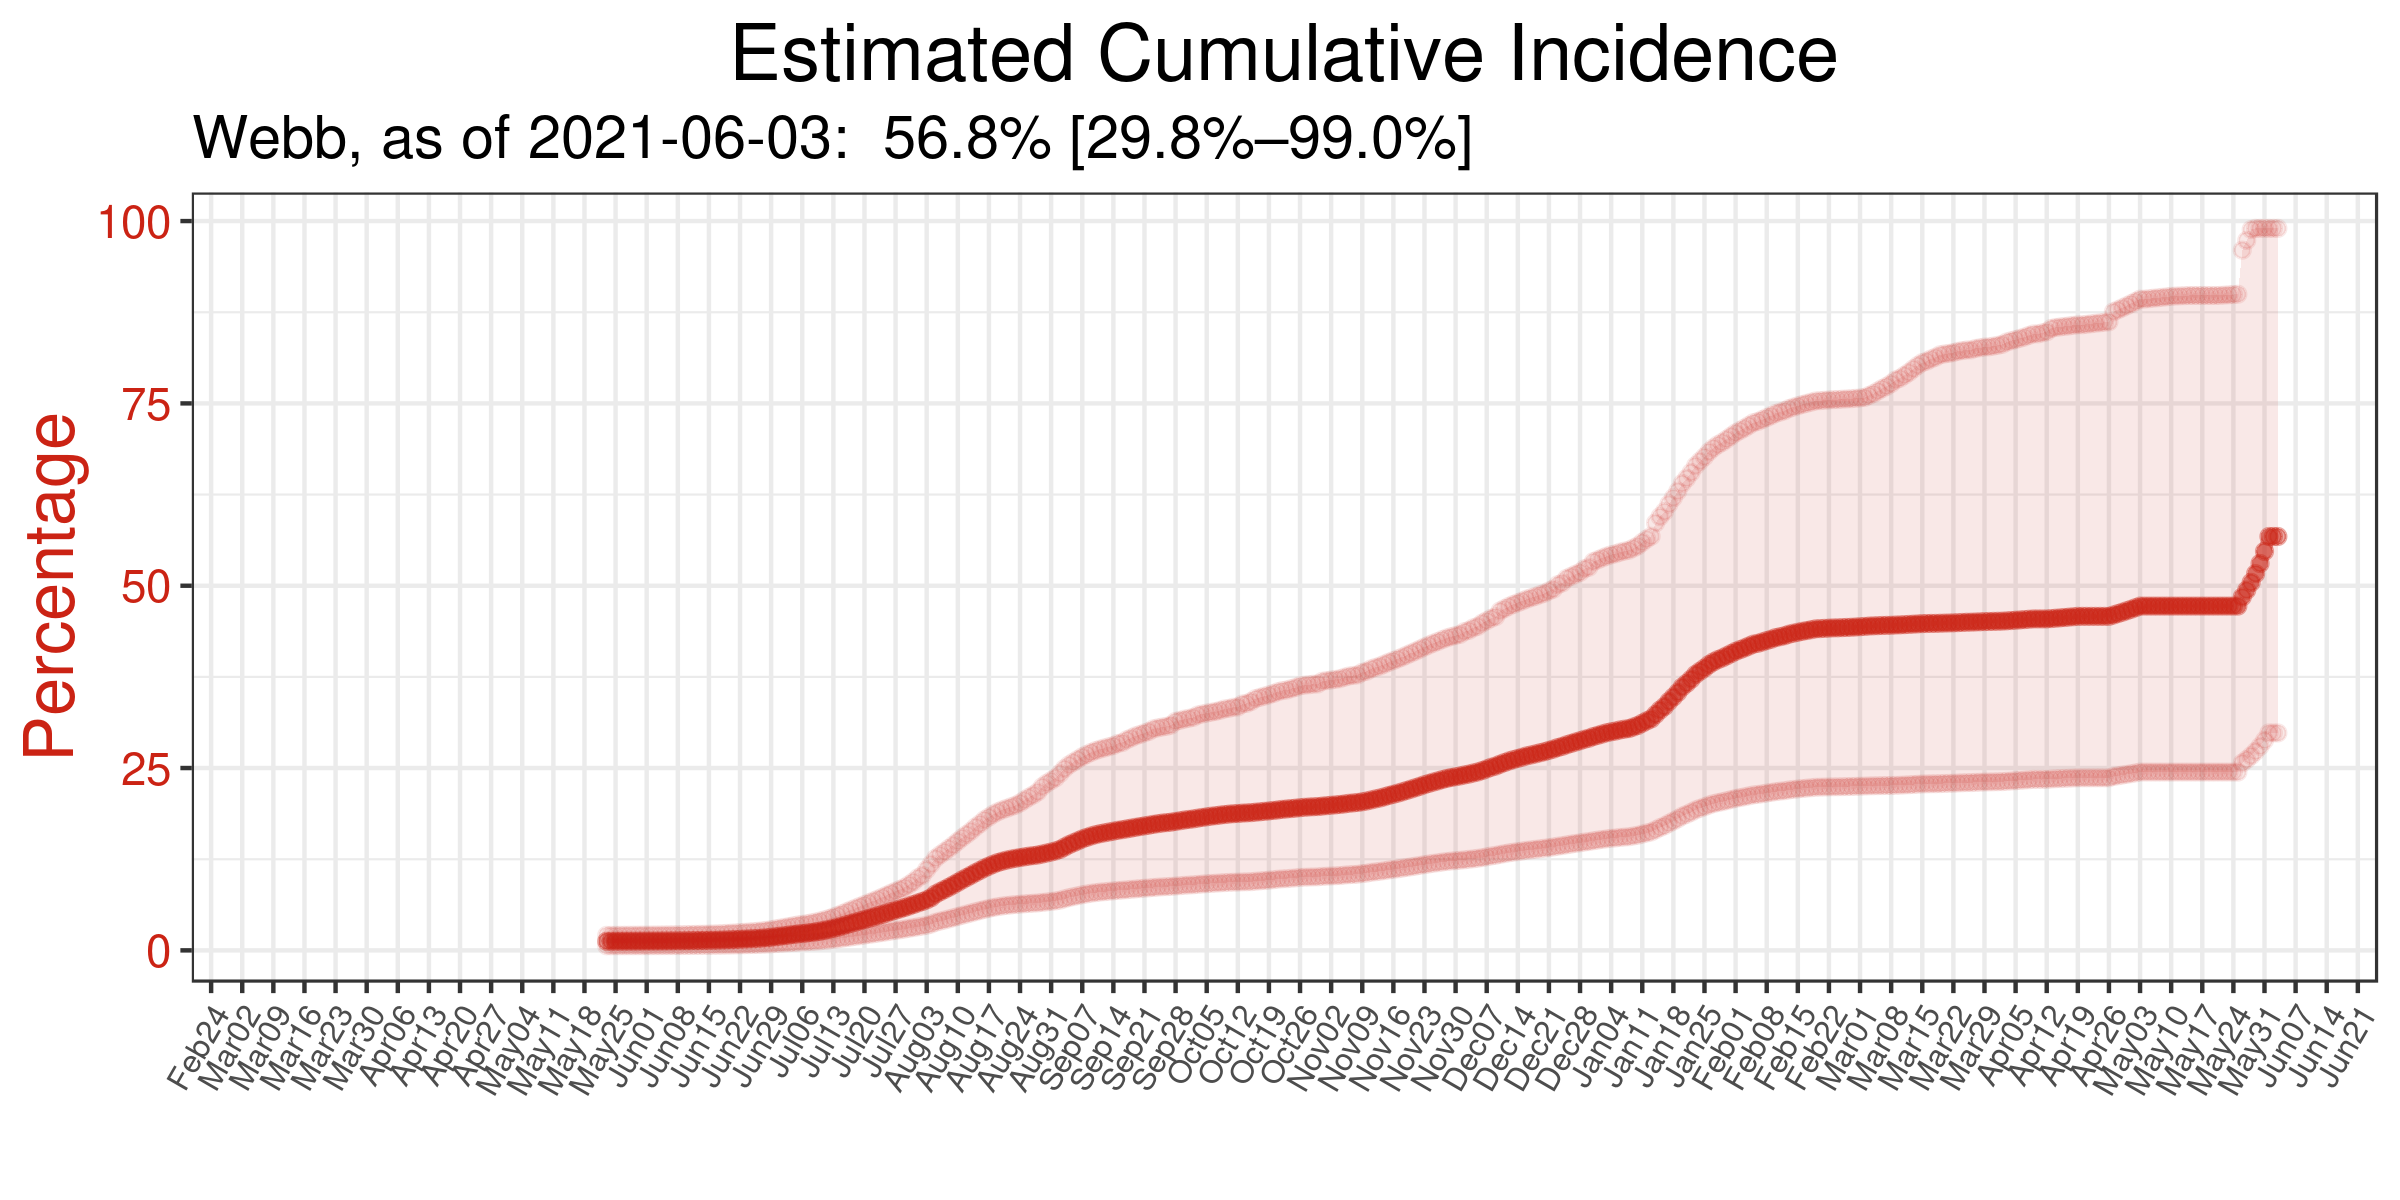 Estimated Cumulative Incidence
Webb, as of 2021-06-03:  56.8% [29.8%–99.0%]
Percentage
100
75
50
25
0
Feb24
Mar02
Mar09
Mar16
Mar23
Mar30
Apr06
Apr13
Apr20
Apr27
May04
May11
May18
May25
Jun01
Jun08
Jun15
Jun22
Jun29
Jul06
Jul13
Jul20
Jul27
Aug03
Aug10
Aug17
Aug24
Aug31
Sep07
Sep14
Sep21
Sep28
Oct05
Oct12
Oct19
Oct26
Nov02
Nov09
Nov16
Nov23
Nov30
Dec07
Dec14
Dec21
Dec28
Jan04
Jan11
Jan18
Jan25
Feb01
Feb08
Feb15
Feb22
Mar01
Mar08
Mar15
Mar22
Mar29
Apr05
Apr12
Apr19
Apr26
May03
May10
May17
May24
May31
Jun07
Jun14
Jun21